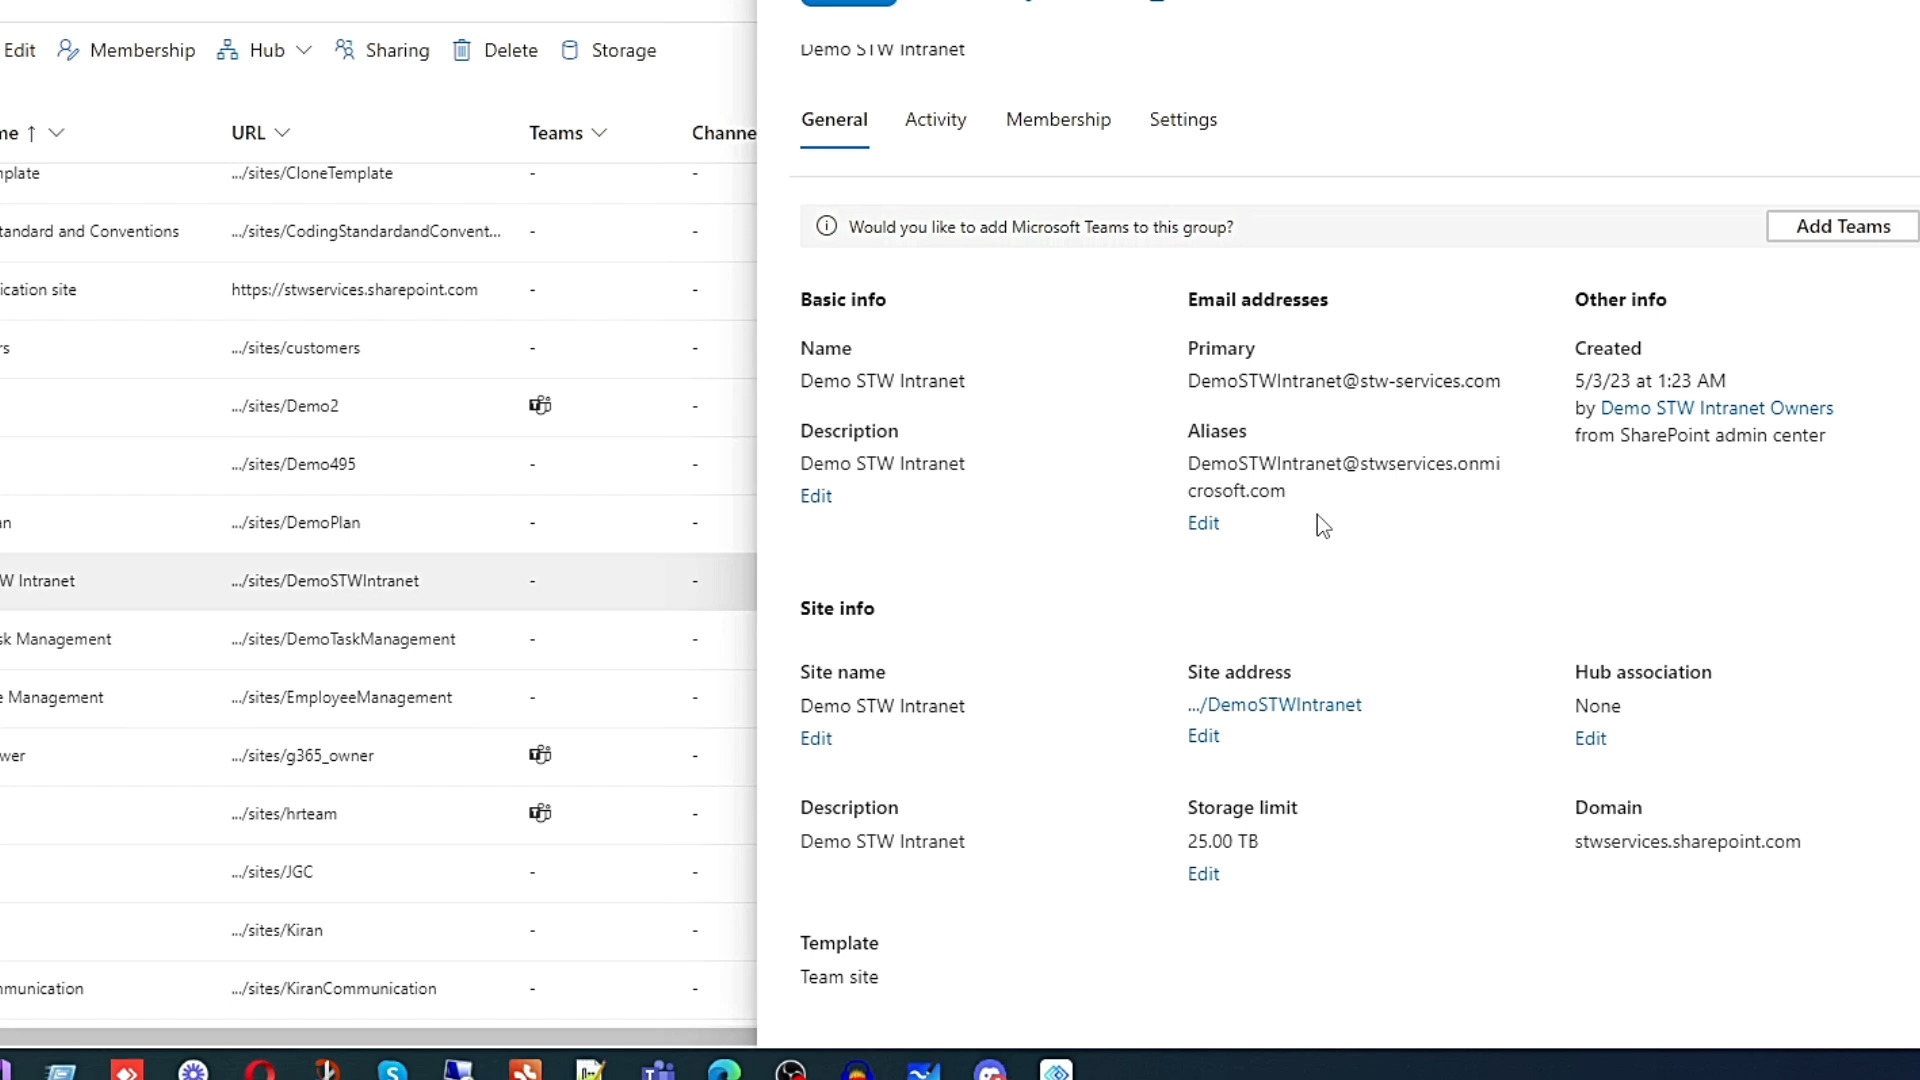 Edit Membership Hub Sharing Delete Storage
me ↑ URL Teams Channe
nplate .../sites/CloneTemplate - -
tandard and Conventions .../sites/CodingStandardandConvent... - -
ication site https://stwservices.sharepoint.com - -
rs .../sites/customers - -
.../sites/Demo2 -
.../sites/Demo495 - -
an .../sites/DemoPlan - -
W Intranet .../sites/DemoSTWIntranet - -
sk Management .../sites/DemoTaskManagement - -
e Management .../sites/EmployeeManagement - -
wer .../sites/g365_owner -
.../sites/hrteam -
.../sites/JGC - -
.../sites/Kiran - -
mmunication .../sites/KiranCommunication - -
Demo STW Intranet
General Activity Membership Settings
Would you like to add Microsoft Teams to this group? Add Teams
Basic info
Name
Demo STW Intranet
Description
Demo STW Intranet
Edit
Email addresses
Primary
DemoSTWIntranet@stw-services.com
Aliases
DemoSTWIntranet@stwservices.onmi
crosoft.com
Edit
Other info
Created
5/3/23 at 1:23 AM
by Demo STW Intranet Owners
from SharePoint admin center
Site info
Site name
Demo STW Intranet
Edit
Site address
.../DemoSTWIntranet
Edit
Hub association
None
Edit
Description
Demo STW Intranet
Storage limit
25.00 TB
Edit
Domain
stwservices.sharepoint.com
Template
Team site